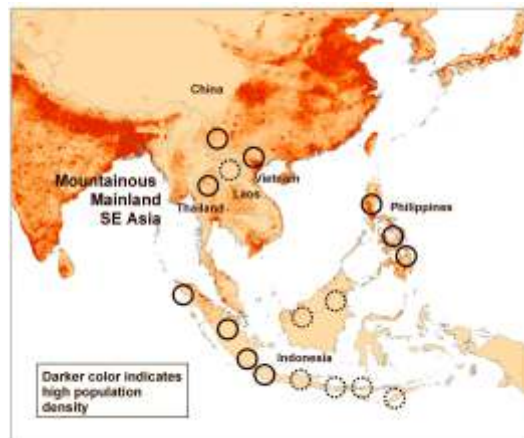 China
Vietnam
Mountainous
Mainland
SE Asia
Laos
Thailand
Philippines
Indonesia
Darker color indicates
high population
density